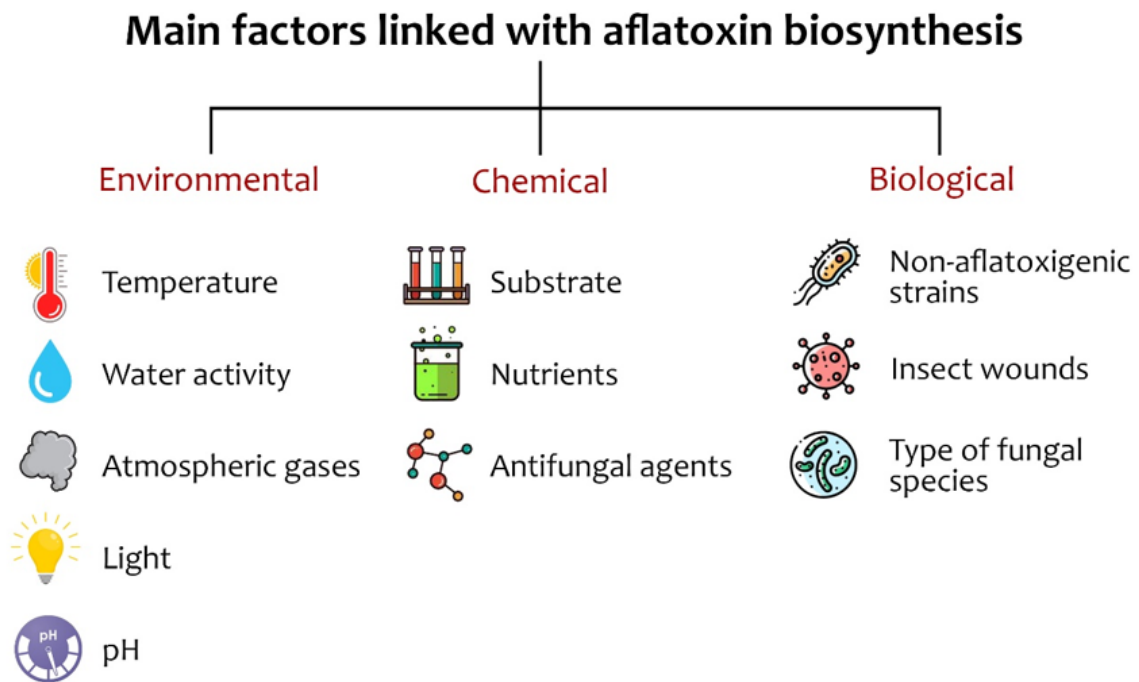 Main factors linked with aflatoxin biosynthesis
Environmental
Temperature
Water activity
Atmospheric gases
Light
pH
pH
Chemical
Substrate
Nutrients
Antifungal agents
Biological
Non-aflatoxigenic
strains
Insect wounds
Type of fungal
species